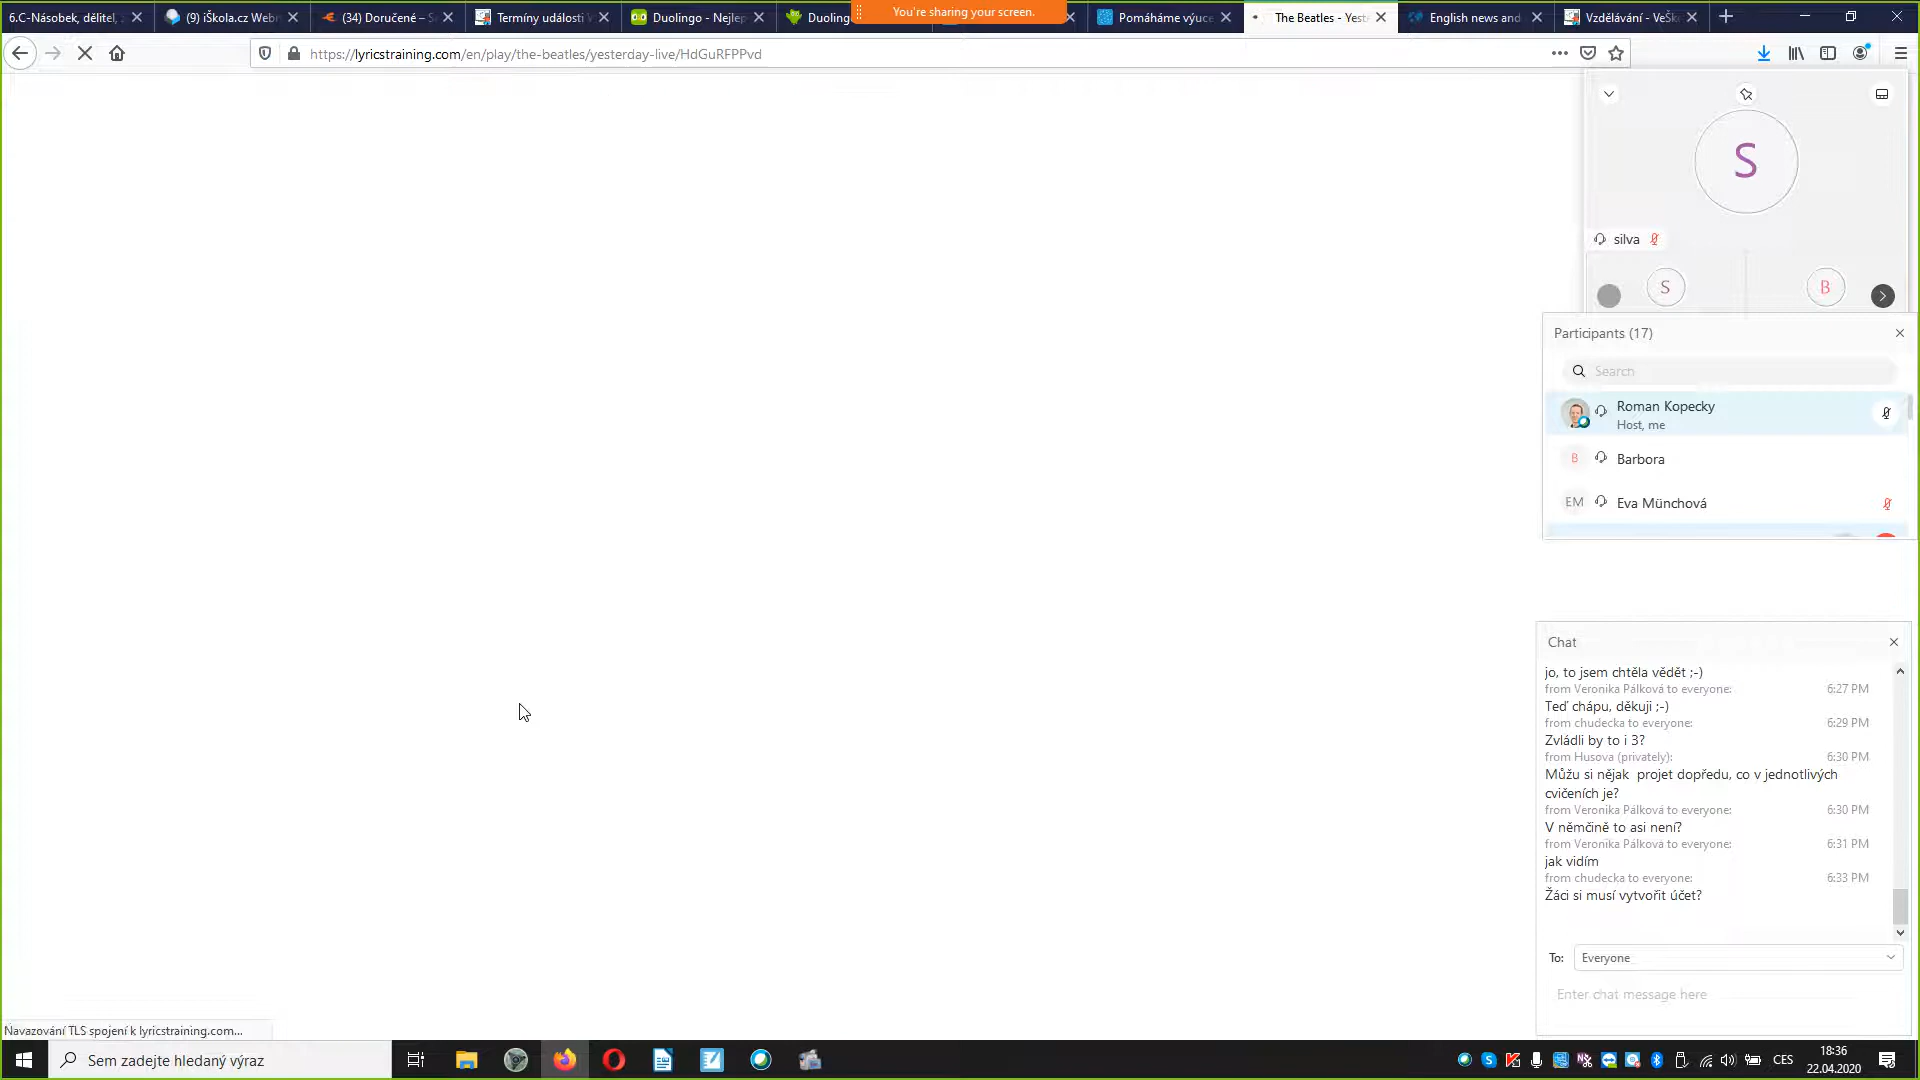 6.C-Násobek, dělitel,
(9) iŠkola.cz Webm
(34) Doručené – S
Termíny události V
Duolingo - Nejlep
Duoling
You're sharing your screen.
Pomáháme výuce
The Beatles - Yest
English news and
Vzdělávání - VeŠk
https://lyricstraining.com/en/play/the-beatles/yesterday-live/HdGuRFPPvd
S
silva
S
B
Participants (17)
Search
Roman Kopecky
Host, me
B
Barbora
EM
Eva Münchová
Chat
jo, to jsem chtěla vědět ;-)
from Veronika Pálková to everyone: 6:27 PM
Teď chápu, děkuji ;-)
from chudecka to everyone: 6:29 PM
Zvládli by to i 3?
from Husova (privately): 6:30 PM
Můžu si nějak projet dopředu, co v jednotlivých
cvičeních je?
from Veronika Pálková to everyone: 6:30 PM
V němčině to asi není?
from Veronika Pálková to everyone: 6:31 PM
jak vidím
from chudecka to everyone: 6:33 PM
Žáci si musí vytvořit účet?
To: Everyone
Enter chat message here
Navazování TLS spojení k lyricstraining.com...
Sem zadejte hledaný výraz
CES
18:36
22.04.2020